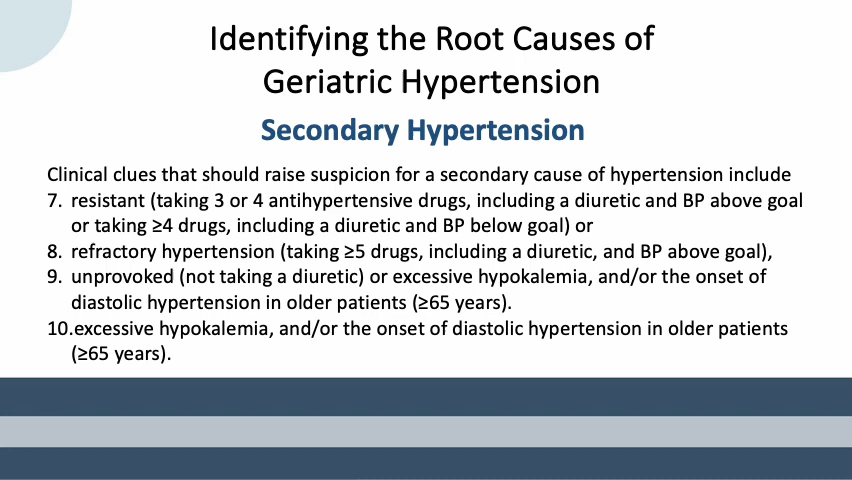 Identifying the Root Causes of
Geriatric Hypertension
Secondary Hypertension
Clinical clues that should raise suspicion for a secondary cause of hypertension include
7. resistant (taking 3 or 4 antihypertensive drugs, including a diuretic and BP above goal
or taking ≥4 drugs, including a diuretic and BP below goal) or
8. refractory hypertension (taking ≥5 drugs, including a diuretic, and BP above goal),
9. unprovoked (not taking a diuretic) or excessive hypokalemia, and/or the onset of
diastolic hypertension in older patients (≥65 years).
10.excessive hypokalemia, and/or the onset of diastolic hypertension in older patients
(≥65 years).